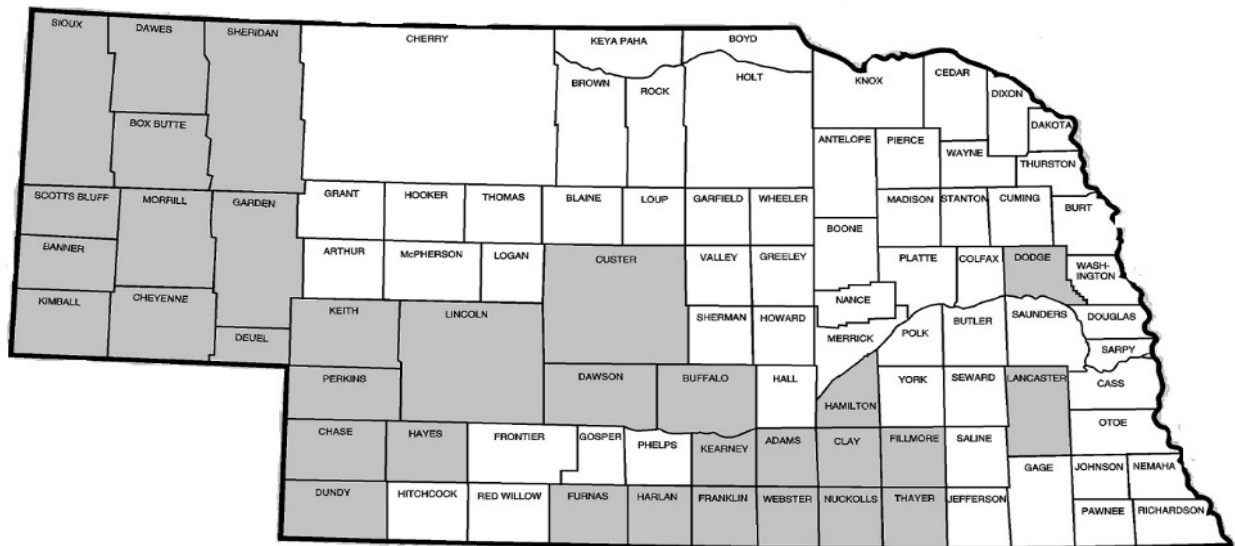 SIOUX
DAWES
SHERIDAN
CHERRY
KEYA PAHA
BOYD
BROWN
ROCK
HOLT
KNOX
CEDAR
DIXON
DAKOTA
BOX BUTTE
ANTELOPE
PIERCE
WAYNE
THURSTON
SCOTTS BLUFF
MORRILL
GARDEN
GRANT
HOOKER
THOMAS
BLAINE
LOUP
GARFIELD
WHEELER
MADISON
STANTON
CUMING
BURT
BANNER
ARTHUR
McPHERSON
LOGAN
CUSTER
VALLEY
GREELEY
BOONE
PLATTE
COLFAX
DODGE
WASH-
INGTON
KIMBALL
CHEYENNE
DEUEL
KEITH
LINCOLN
SHERMAN
HOWARD
NANCE
MERRICK
POLK
BUTLER
SAUNDERS
DOUGLAS
SARPY
PERKINS
DAWSON
BUFFALO
HALL
HAMILTON
YORK
SEWARD
LANCASTER
CASS
OTOE
CHASE
HAYES
FRONTIER
GOSPER
PHELPS
KEARNEY
ADAMS
CLAY
FILLMORE
SALINE
GAGE
JOHNSON
NEMAHA
DUNDY
HITCHCOCK
RED WILLOW
FURNAS
HARLAN
FRANKLIN
WEBSTER
NUCKOLLS
THAYER
JEFFERSON
PAWNEE
RICHARDSON